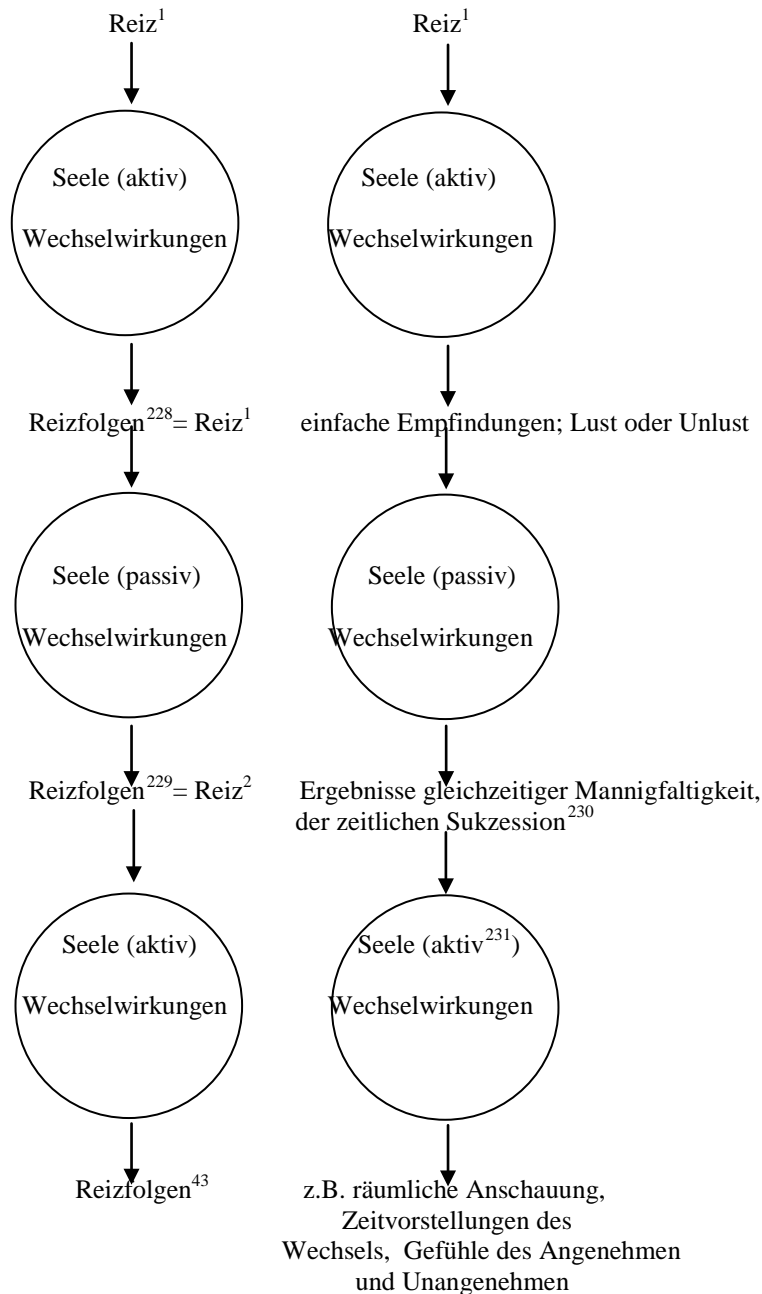 Reiz¹ Reiz¹
Seele (aktiv) Seele (aktiv)
Wechselwirkungen Wechselwirkungen
Reizfolgen²²⁸= Reiz¹ einfache Empfindungen; Lust oder Unlust
Seele (passiv) Seele (passiv)
Wechselwirkungen Wechselwirkungen
Reizfolgen²²⁹= Reiz² Ergebnisse gleichzeitiger Mannigfaltigkeit,
der zeitlichen Sukzession²³⁰
Seele (aktiv) Seele (aktiv²³¹)
Wechselwirkungen Wechselwirkungen
Reizfolgen⁴³ z.B. räumliche Anschauung,
Zeitvorstellungen des
Wechsels, Gefühle des Angenehmen
und Unangenehmen